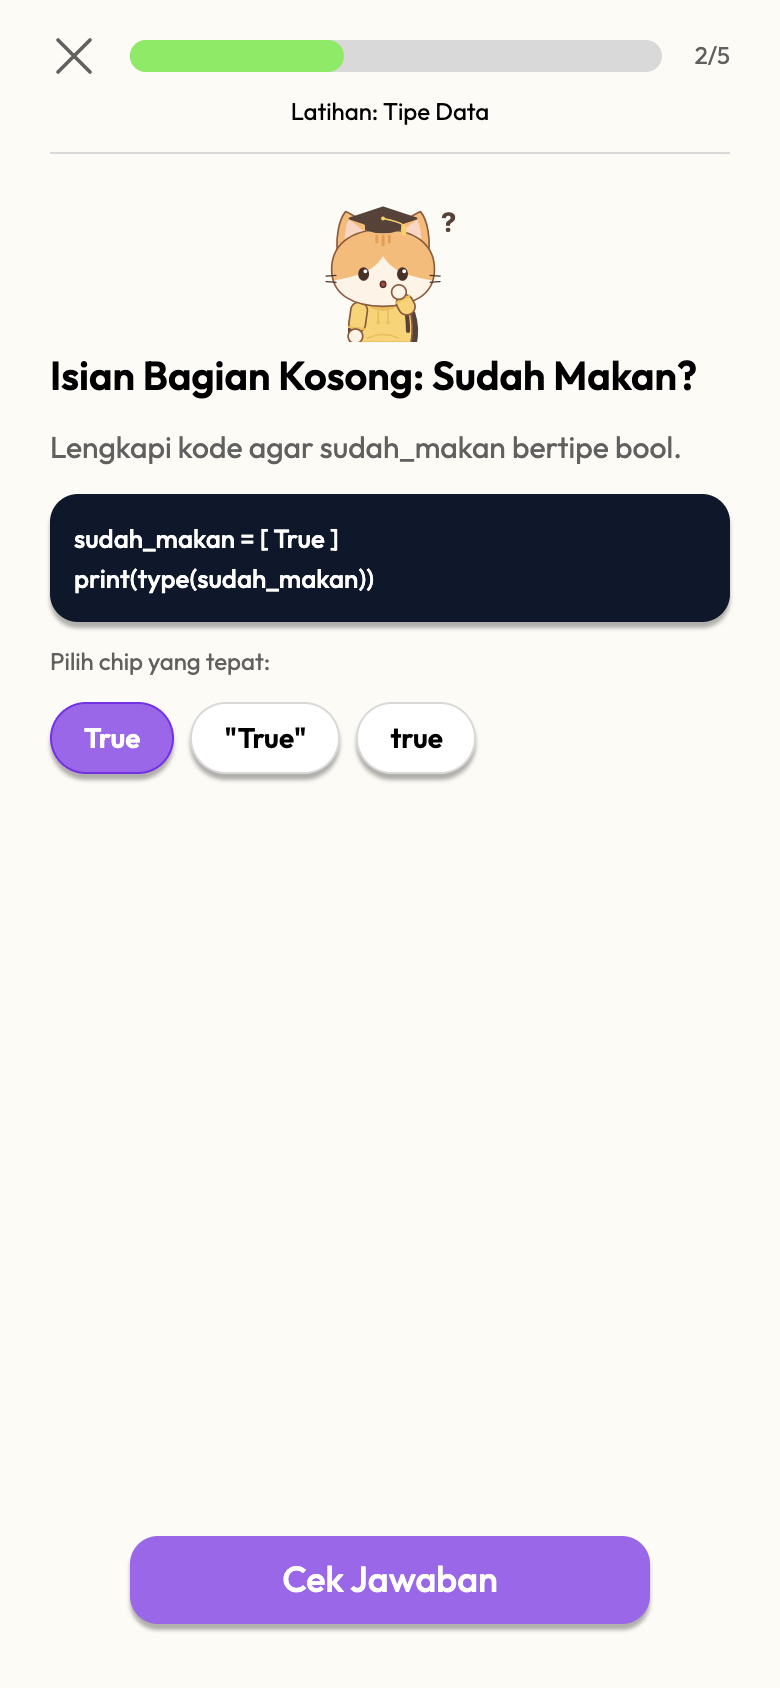 2/5
Latihan: Tipe Data
?
Isian Bagian Kosong: Sudah Makan?
Lengkapi kode agar sudah_makan bertipe bool.
sudah_makan = [ True ]
print(type(sudah_makan))
Pilih chip yang tepat:
True "True" true
Cek Jawaban